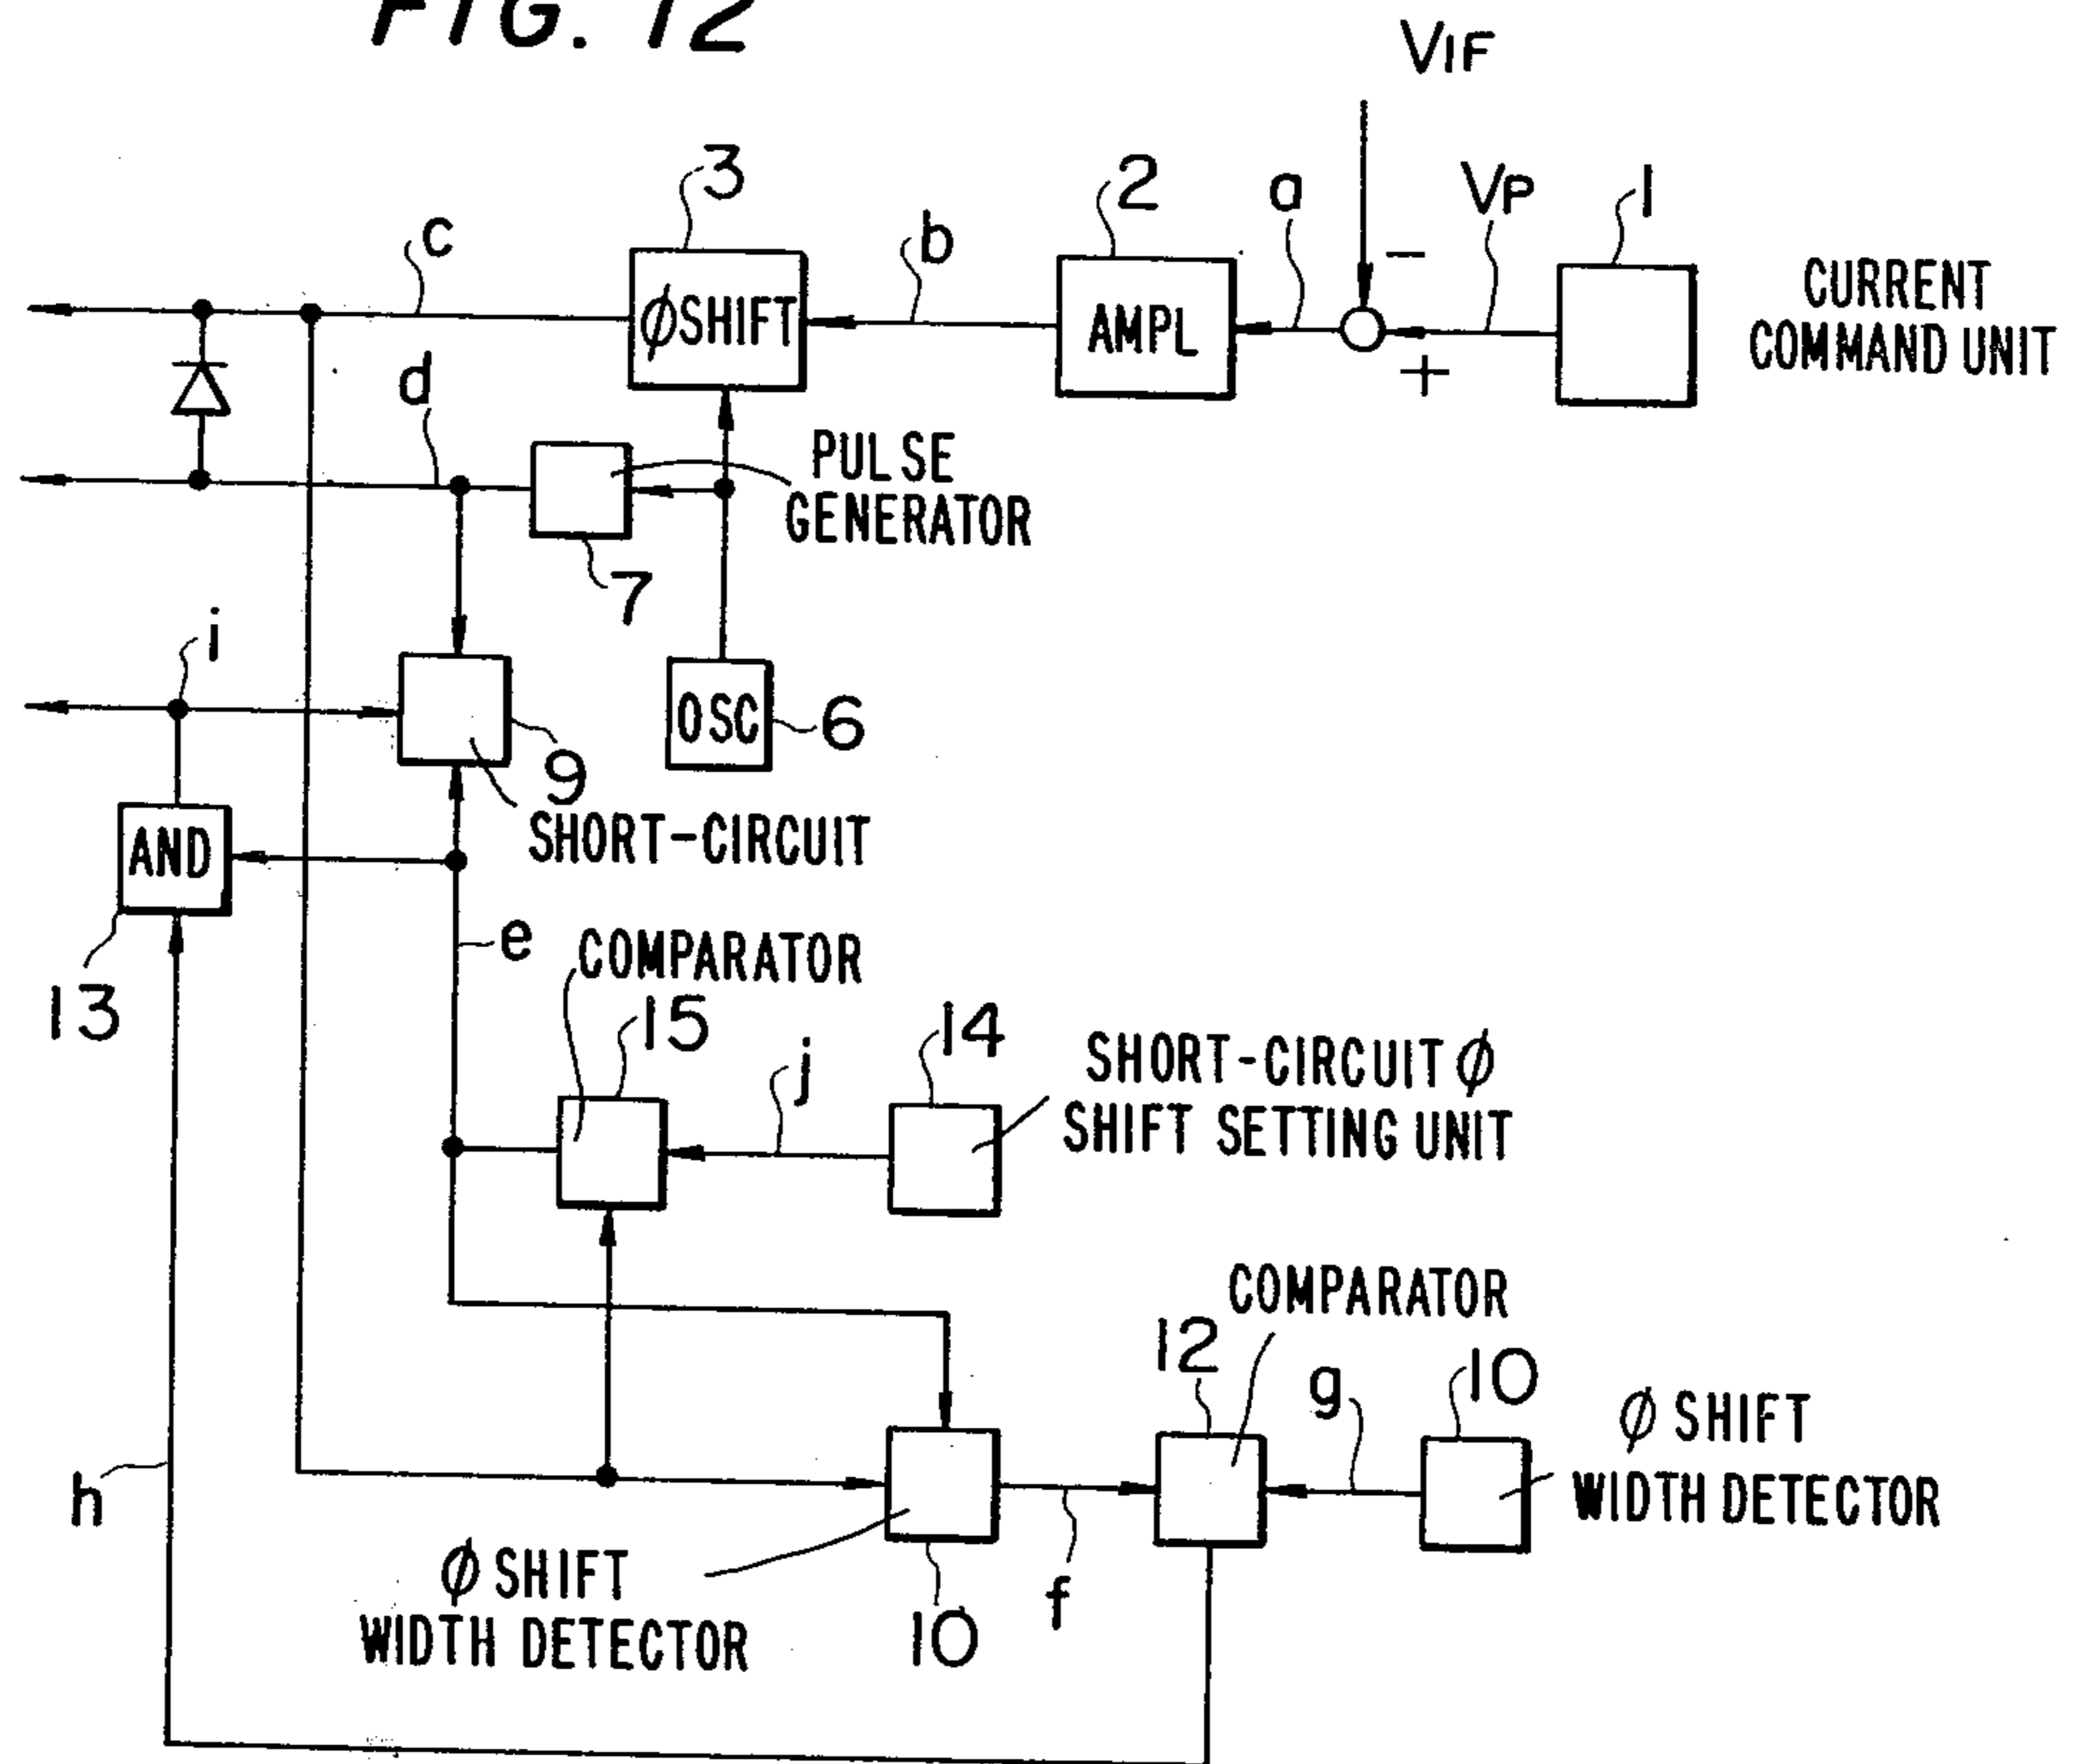 FIG. 12
VIF
3
2
a
VP
1
c
b
φSHIFT
AMPL
−
+
CURRENT
COMMAND UNIT
d
PULSE
GENERATOR
7
i
OSC
6
9
SHORT-CIRCUIT
AND
13
e
COMPARATOR
15
j
14
SHORT-CIRCUIT φ
SHIFT SETTING UNIT
COMPARATOR
12
g
10
φ SHIFT
WIDTH DETECTOR
h
f
φ SHIFT
WIDTH DETECTOR
10